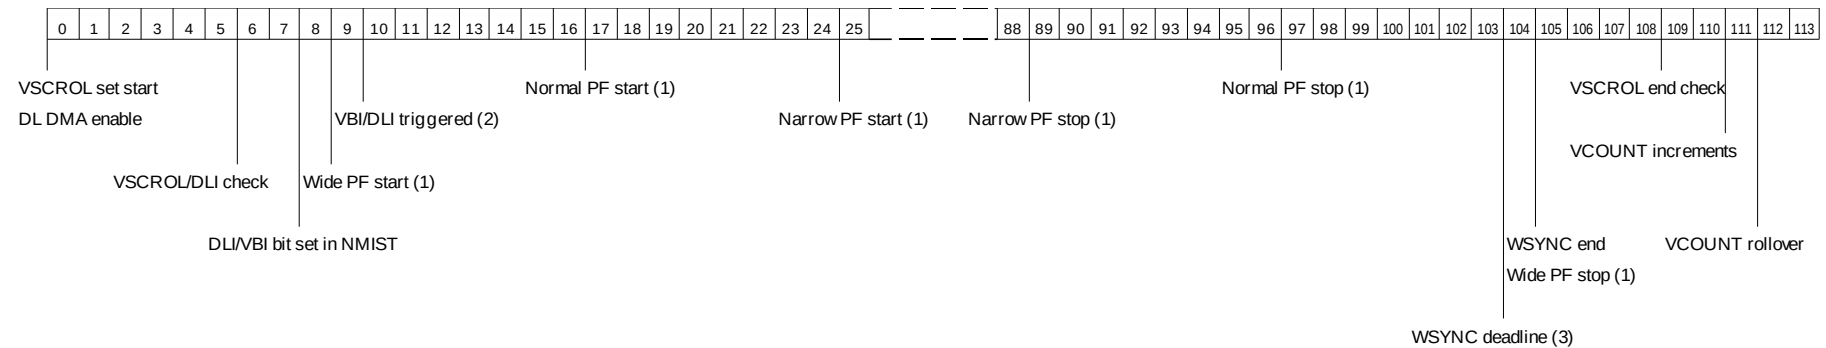 0 1 2 3 4 5 6 7 8 9 10 11 12 13 14 15 16 17 18 19 20 21 22 23 24 25 88 89 90 91 92 93 94 95 96 97 98 99 100 101 102 103 104 105 106 107 108 109 110 111 112 113
VSCROL set start Normal PF start (1) Normal PF stop (1) VSCROL end check
DL DMA enable VBI/DLI triggered (2) Narrow PF start (1) Narrow PF stop (1)
VCOUNT increments
VSCROL/DLI check Wide PF start (1)
DLI/VBI bit set in NMIST WSYNC end VCOUNT rollover
Wide PF stop (1)
WSYNC deadline (3)